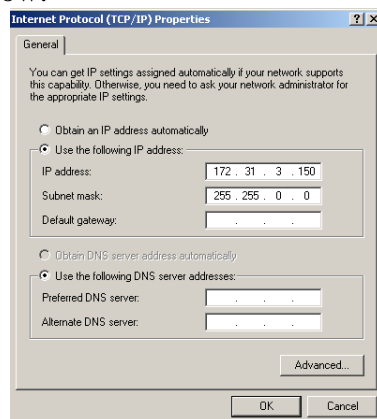 Internet Protocol (TCP/IP) Properties
General
You can get IP settings assigned automatically if your network supports
this capability. Otherwise, you need to ask your network administrator for
the appropriate IP settings.
Obtain an IP address automatically
Use the following IP address:
IP address: 172 . 31 . 3 . 150
Subnet mask: 255 . 255 . 0 . 0
Default gateway: . . .
Obtain DNS server address automatically
Use the following DNS server addresses:
Preferred DNS server: . . .
Alternate DNS server: . . .
Advanced...
OK Cancel